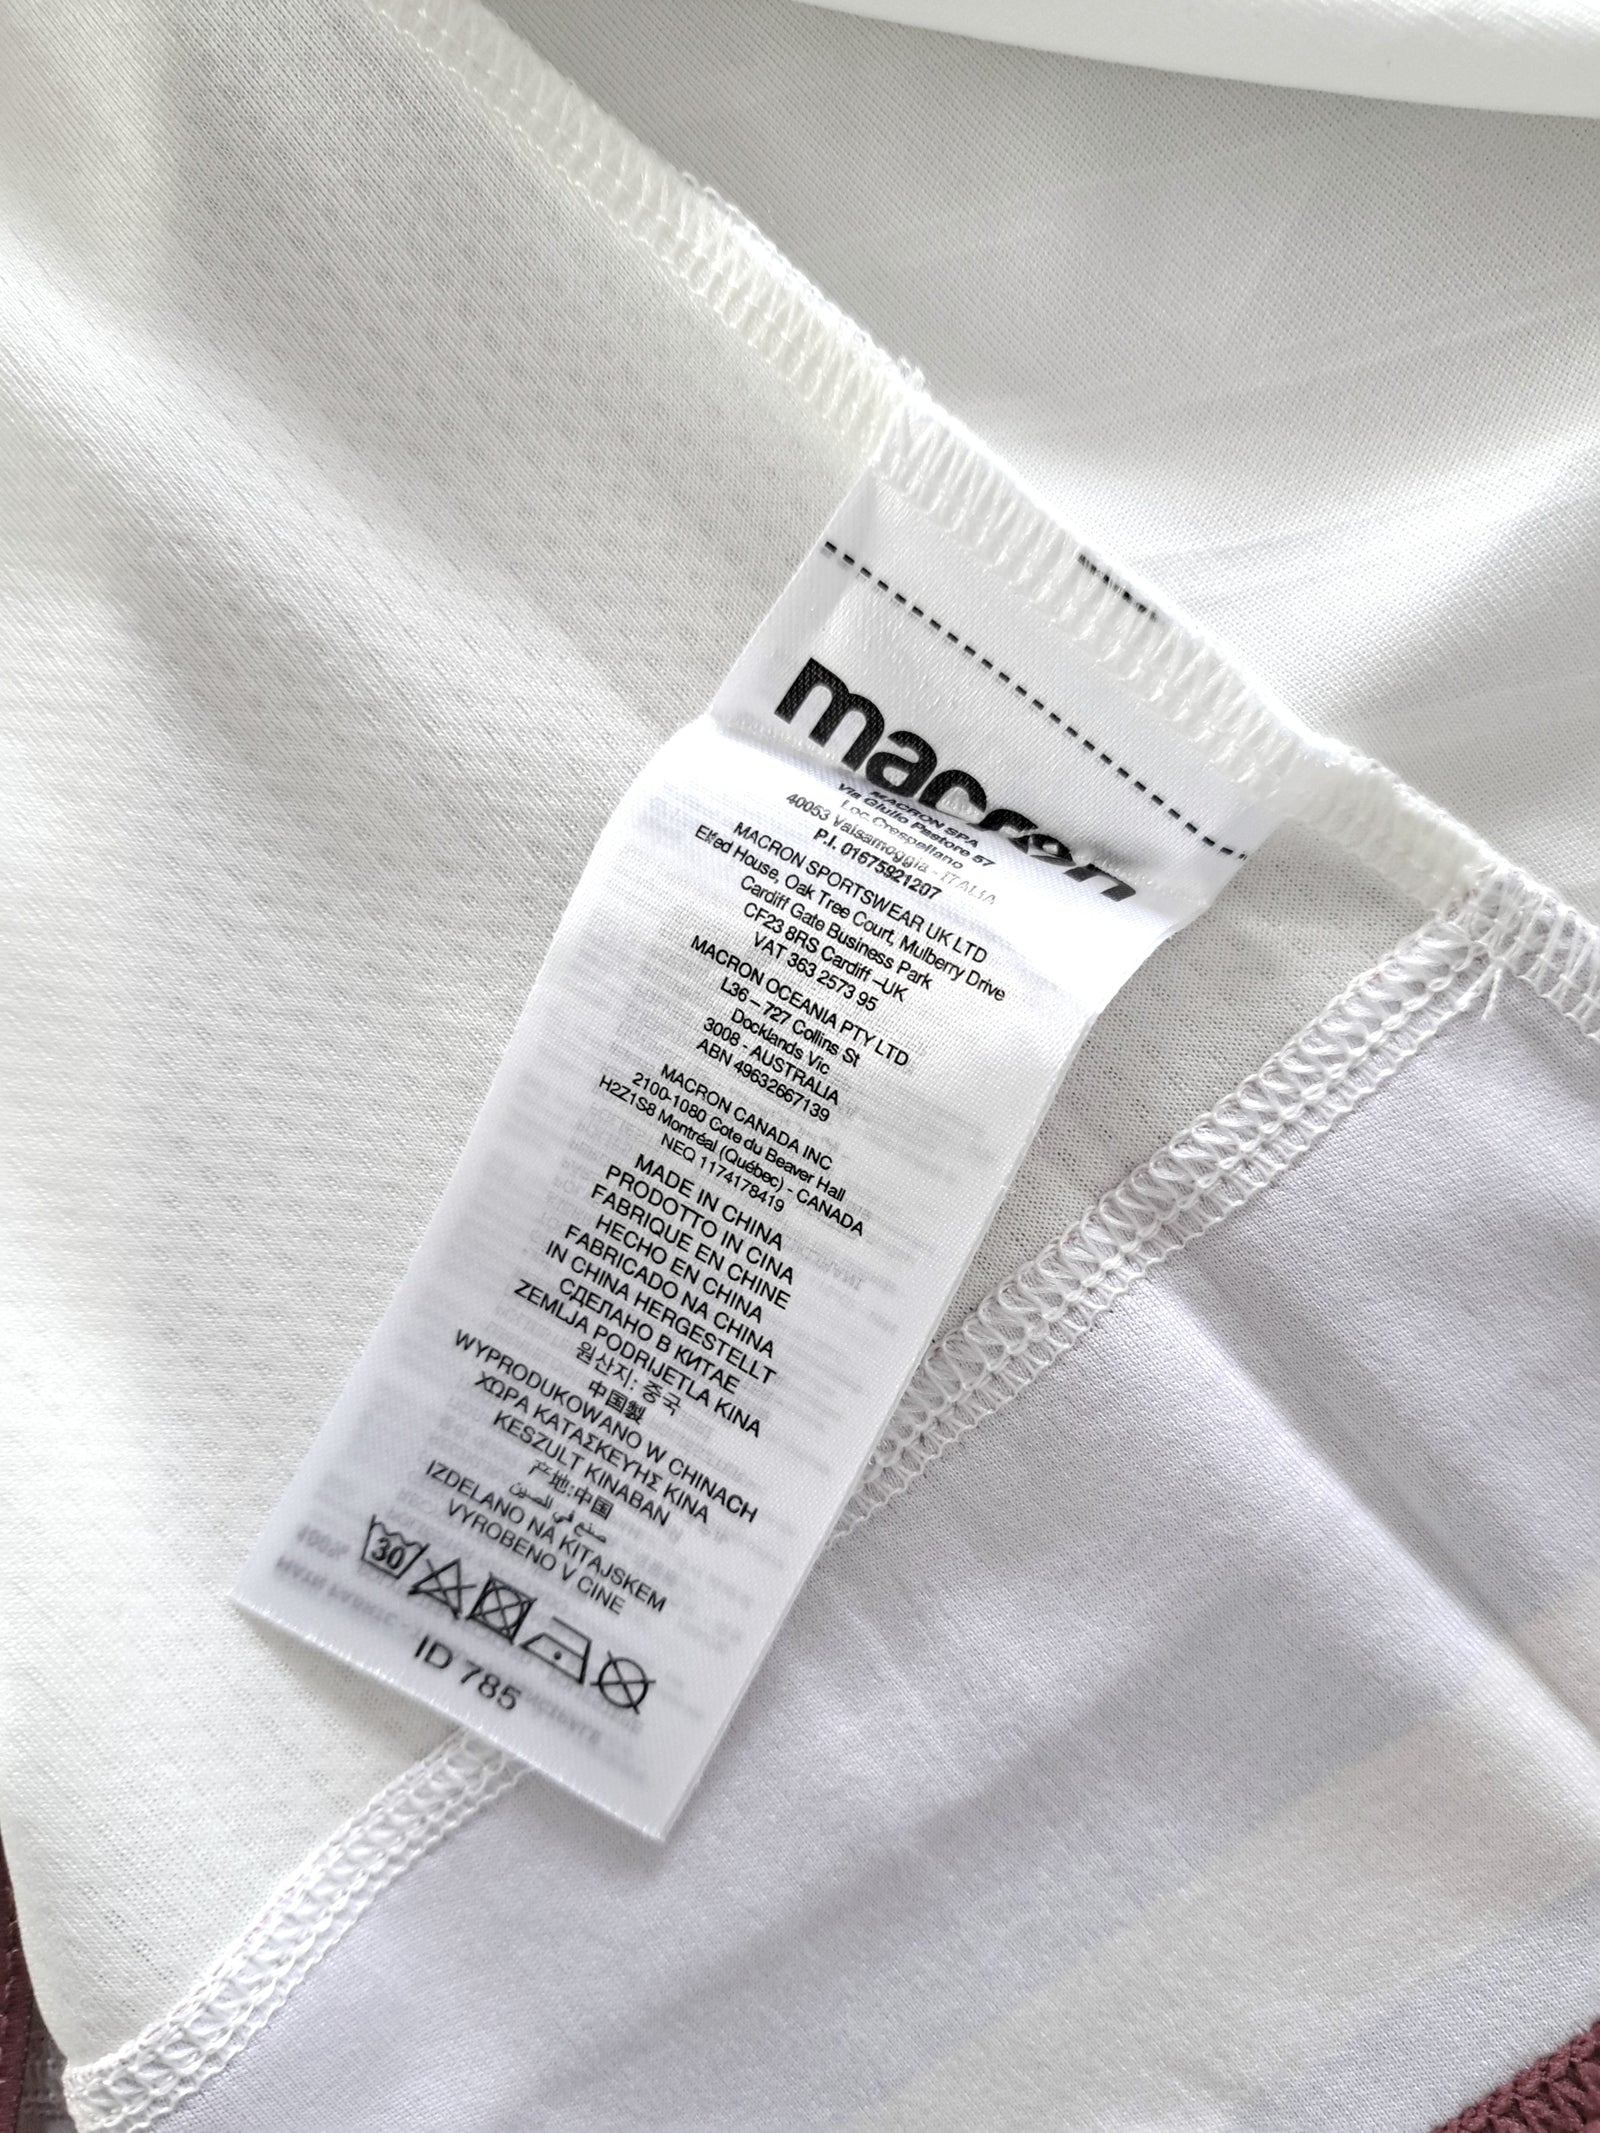 macron
MACRON SPA
Via Giulio Pastore 57
Loc. Crespellano
40053 Valsamoggia - ITALIA
P.I. 01675921207
MACRON SPORTSWEAR UK LTD
Elfed House, Oak Tree Court, Mulberry Drive
Cardiff Gate Business Park
CF23 8RS Cardiff –UK
VAT 363 2573 95
MACRON OCEANIA PTY LTD
L36 – 727 Collins St
Docklands Vic
3008 - AUSTRALIA
ABN 49632667139
MACRON CANADA INC
2100-1080 Cote du Beaver Hall
H2Z1S8 Montréal (Québec) - CANADA
NEQ 1174178419
MADE IN CHINA
PRODOTTO IN CINA
FABRIQUE EN CHINE
HECHO EN CHINA
FABRICADO NA CHINA
IN CHINA HERGESTELLT
СДЕЛАНО В КИТАЕ
ZEMLJA PODRIJETLA KINA
원산지: 중국
中国製
WYPRODUKOWANO W CHINACH
ΧΩΡΑ ΚΑΤΑΣΚΕΥΗΣ ΚΙΝΑ
KESZULT KINABAN
产地:中国
صنع في الصين
IZDELANO NA KITAJSKEM
VYROBENO V CINE
30
ID 785